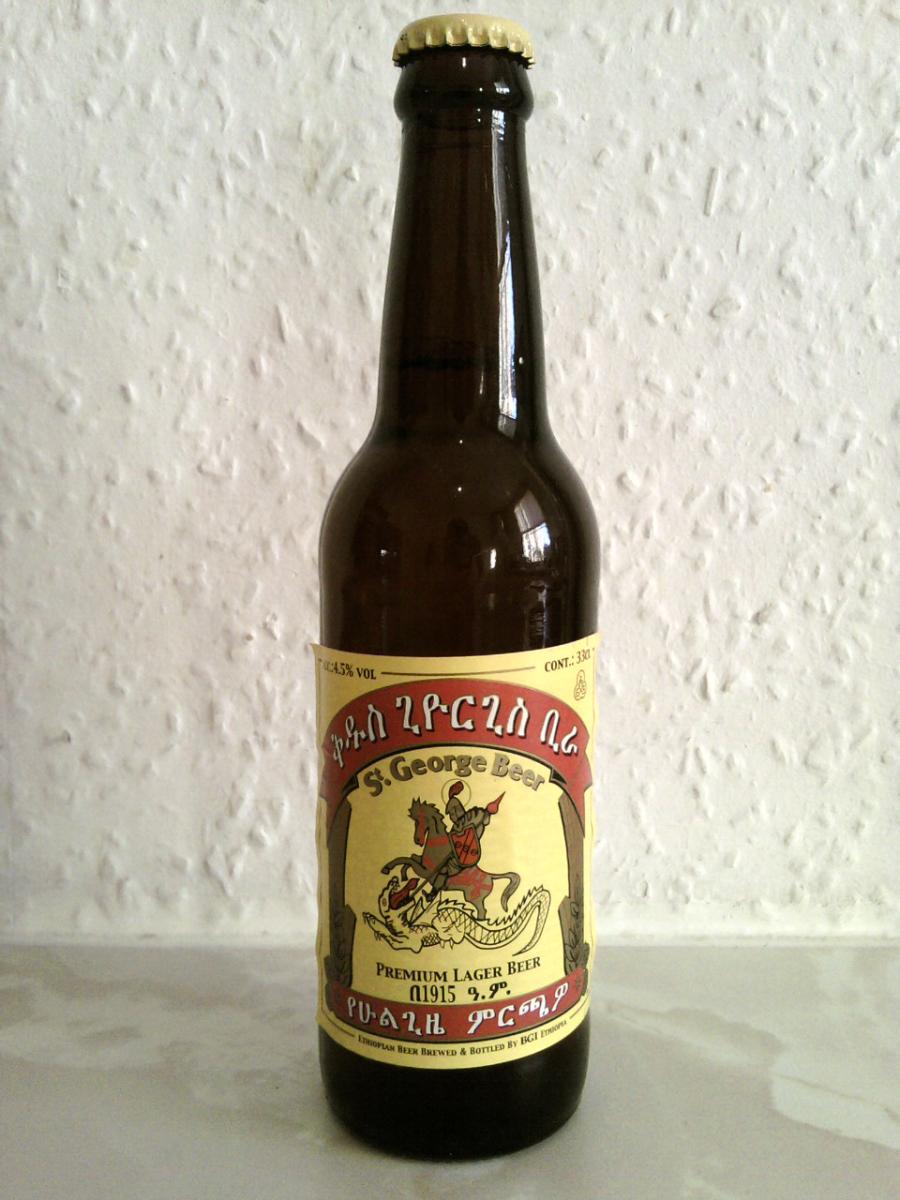 4.5% VOL
CONT.: 33CL
ቅዱስ ጊዮርጊስ ቢራ
St. George Beer
PREMIUM LAGER BEER
በ1915 ዓ.ም.
የሁልጊዜ ምርጫዎ
ETHIOPIAN BEER BREWED & BOTTLED BY BGI ETHIOPIA